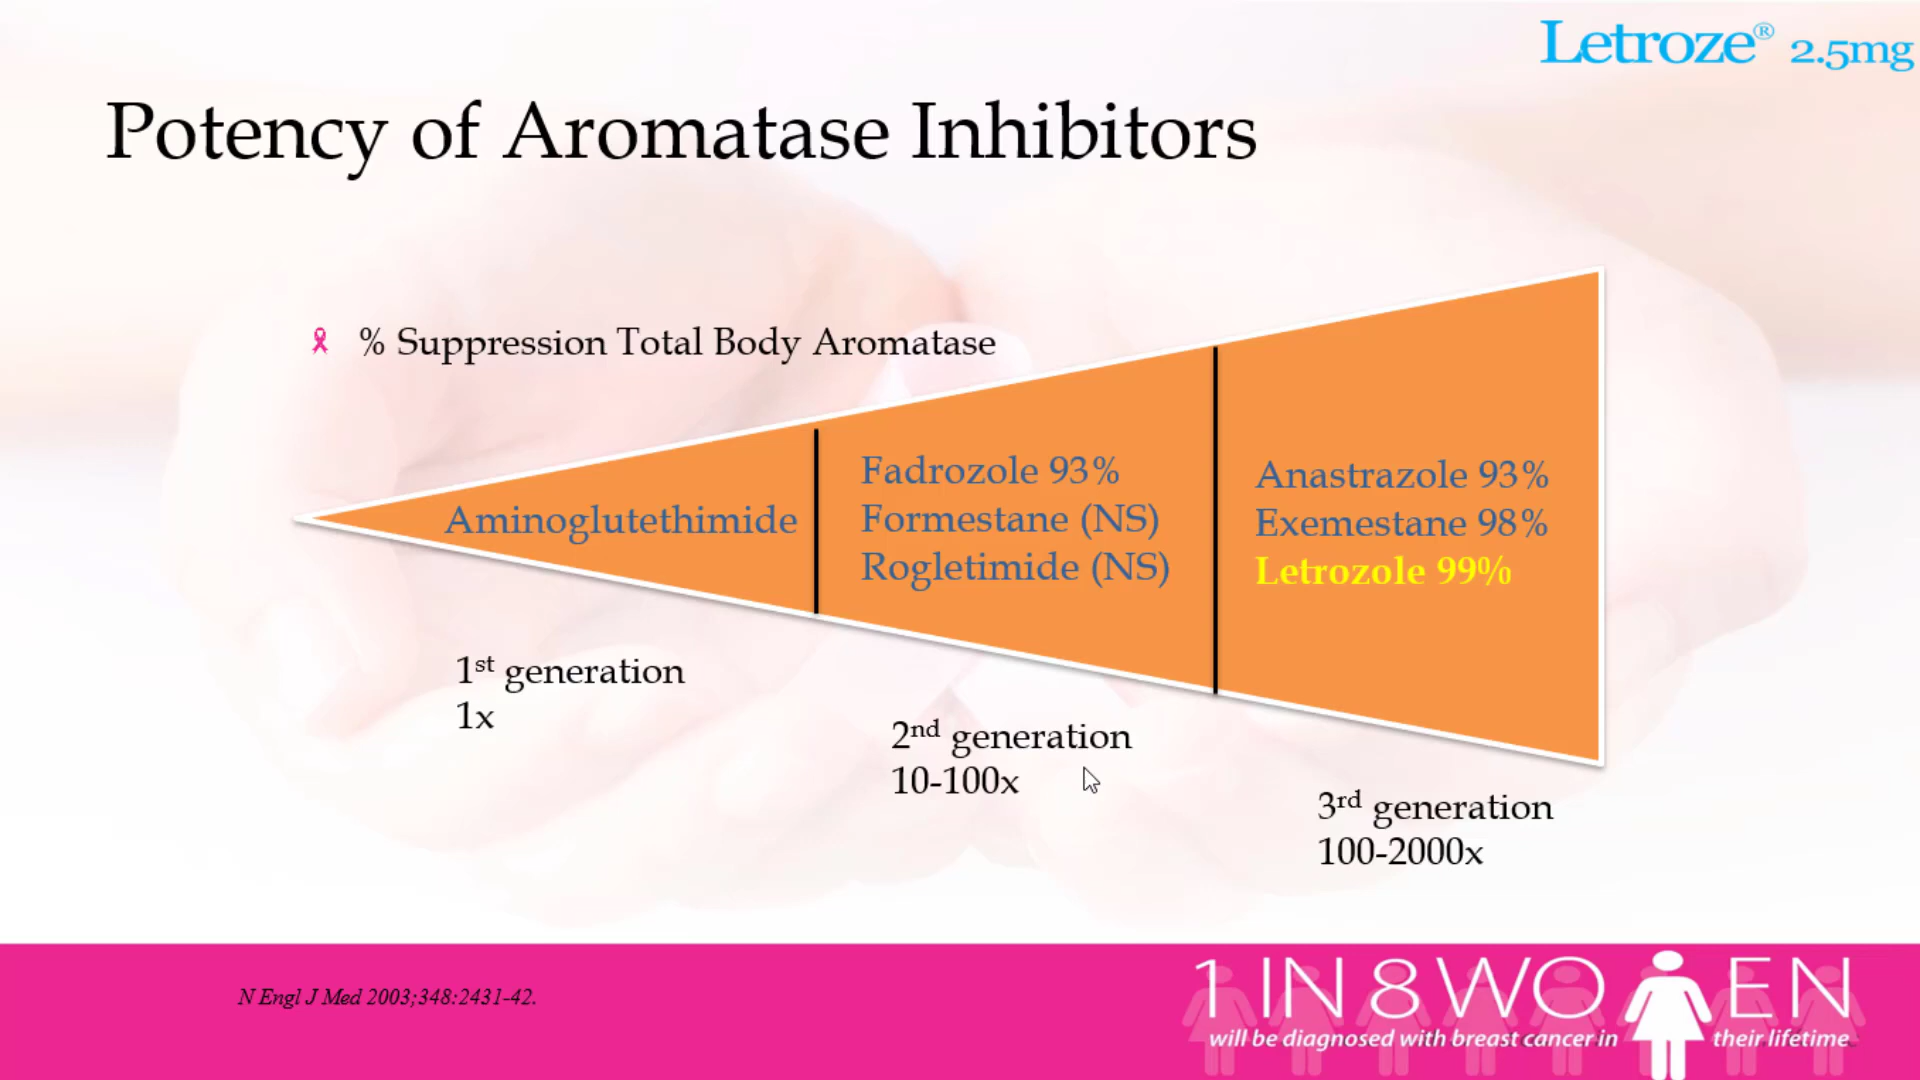 Letroze® 2.5mg
Potency of Aromatase Inhibitors
% Suppression Total Body Aromatase
Aminoglutethimide
Fadrozole 93%
Formestane (NS)
Rogletimide (NS)
Anastrazole 93%
Exemestane 98%
Letrozole 99%
1st generation
1x
2nd generation
10-100x
3rd generation
100-2000x
N Engl J Med 2003;348:2431-42.
1 IN 8 WO EN
will be diagnosed with breast cancer in their lifetime